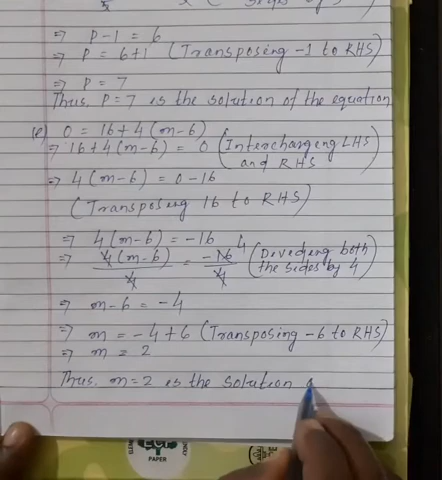 ⇒ P-1 = 6
⇒ P = 6+1 (Transposing -1 to RHS)
⇒ P = 7
Thus, P=7 is the solution of the equation
(e) 0 = 16+4(m-6)
⇒ 16+4(m-6) = 0 (Interchanging LHS and RHS)
⇒ 4(m-6) = 0-16
(Transposing 16 to RHS)
⇒ 4(m-6) = -16
⇒ 4(m-6)/4 = -16/4 4 (Deveding both the sides by 4)
⇒ m-6 = -4
⇒ m = -4+6 (Transposing -6 to RHS)
⇒ m = 2
Thus, m=2 is the solution
PAPER